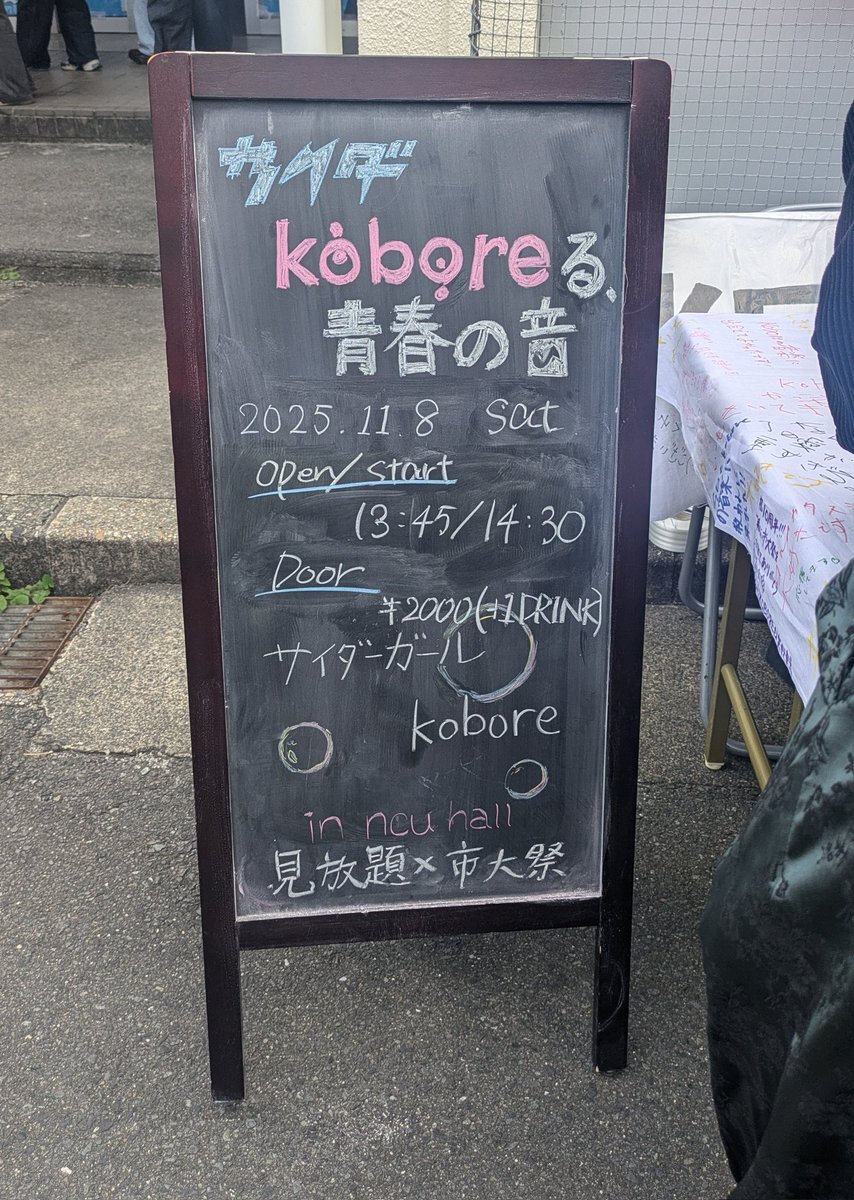 サイダー
koboreる、
青春の音
2025.11.8 Sat
open/start
13:45/14:30
Door
¥2000(+1DRINK)
サイダーガール
kobore
in ncu hall
見放題×市大祭